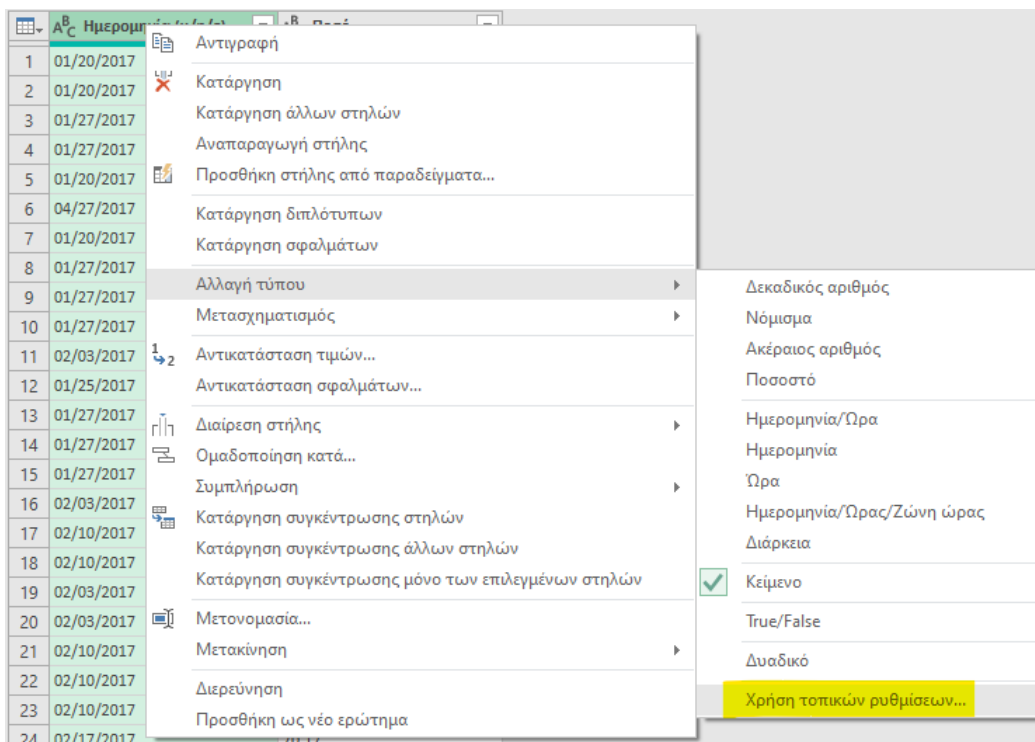 ABC Ημερομηνία
1 01/20/2017
2 01/20/2017
3 01/27/2017
4 01/27/2017
5 01/20/2017
6 04/27/2017
7 01/20/2017
8 01/27/2017
9 01/27/2017
10 01/27/2017
11 02/03/2017
12 01/25/2017
13 01/27/2017
14 01/27/2017
15 01/27/2017
16 02/03/2017
17 02/10/2017
18 02/10/2017
19 02/03/2017
20 02/03/2017
21 02/10/2017
22 02/10/2017
23 02/10/2017
24 02/17/2017
Αντιγραφή
Κατάργηση
Κατάργηση άλλων στηλών
Αναπαραγωγή στήλης
Προσθήκη στήλης από παραδείγματα...
Κατάργηση διπλότυπων
Κατάργηση σφαλμάτων
Αλλαγή τύπου
Μετασχηματισμός
Αντικατάσταση τιμών...
Αντικατάσταση σφαλμάτων...
Διαίρεση στήλης
Ομαδοποίηση κατά...
Συμπλήρωση
Κατάργηση συγκέντρωσης στηλών
Κατάργηση συγκέντρωσης άλλων στηλών
Κατάργηση συγκέντρωσης μόνο των επιλεγμένων στηλών
Μετονομασία...
Μετακίνηση
Διερεύνηση
Προσθήκη ως νέο ερώτημα
Δεκαδικός αριθμός
Νόμισμα
Ακέραιος αριθμός
Ποσοστό
Ημερομηνία/Ώρα
Ημερομηνία
Ώρα
Ημερομηνία/Ώρας/Ζώνη ώρας
Διάρκεια
Κείμενο
True/False
Δυαδικό
Χρήση τοπικών ρυθμίσεων...